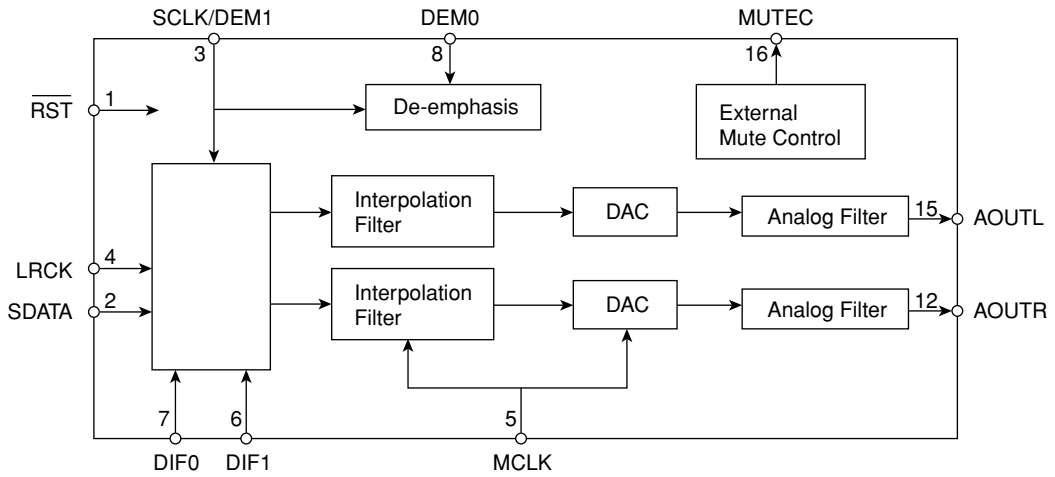 SCLK/DEM1
DEM0
MUTEC
3
8
16
RST
1
De-emphasis
External
Mute Control
Interpolation
Filter
DAC
Analog Filter
15
AOUTL
LRCK
4
SDATA
2
Interpolation
Filter
DAC
Analog Filter
12
AOUTR
7
6
5
DIF0
DIF1
MCLK